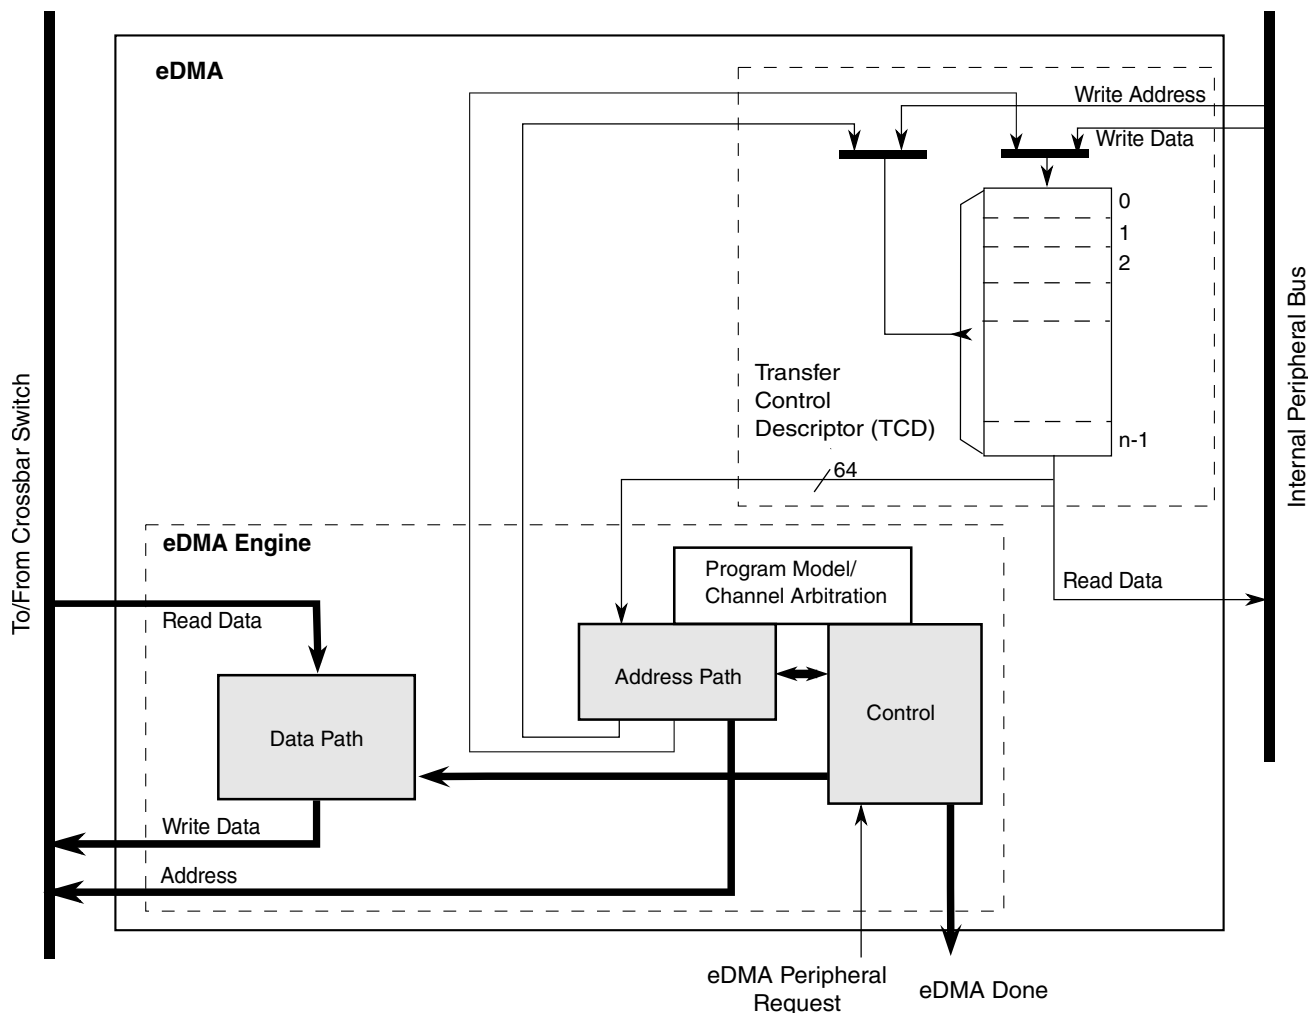 eDMA
Write Address
Write Data
0
1
2
n-1
Transfer
Control
Descriptor (TCD)
64
To/From Crossbar Switch
Internal Peripheral Bus
eDMA Engine
Program Model/
Channel Arbitration
Read Data
Read Data
Address Path
Control
Data Path
Write Data
Address
eDMA Peripheral
Request
eDMA Done